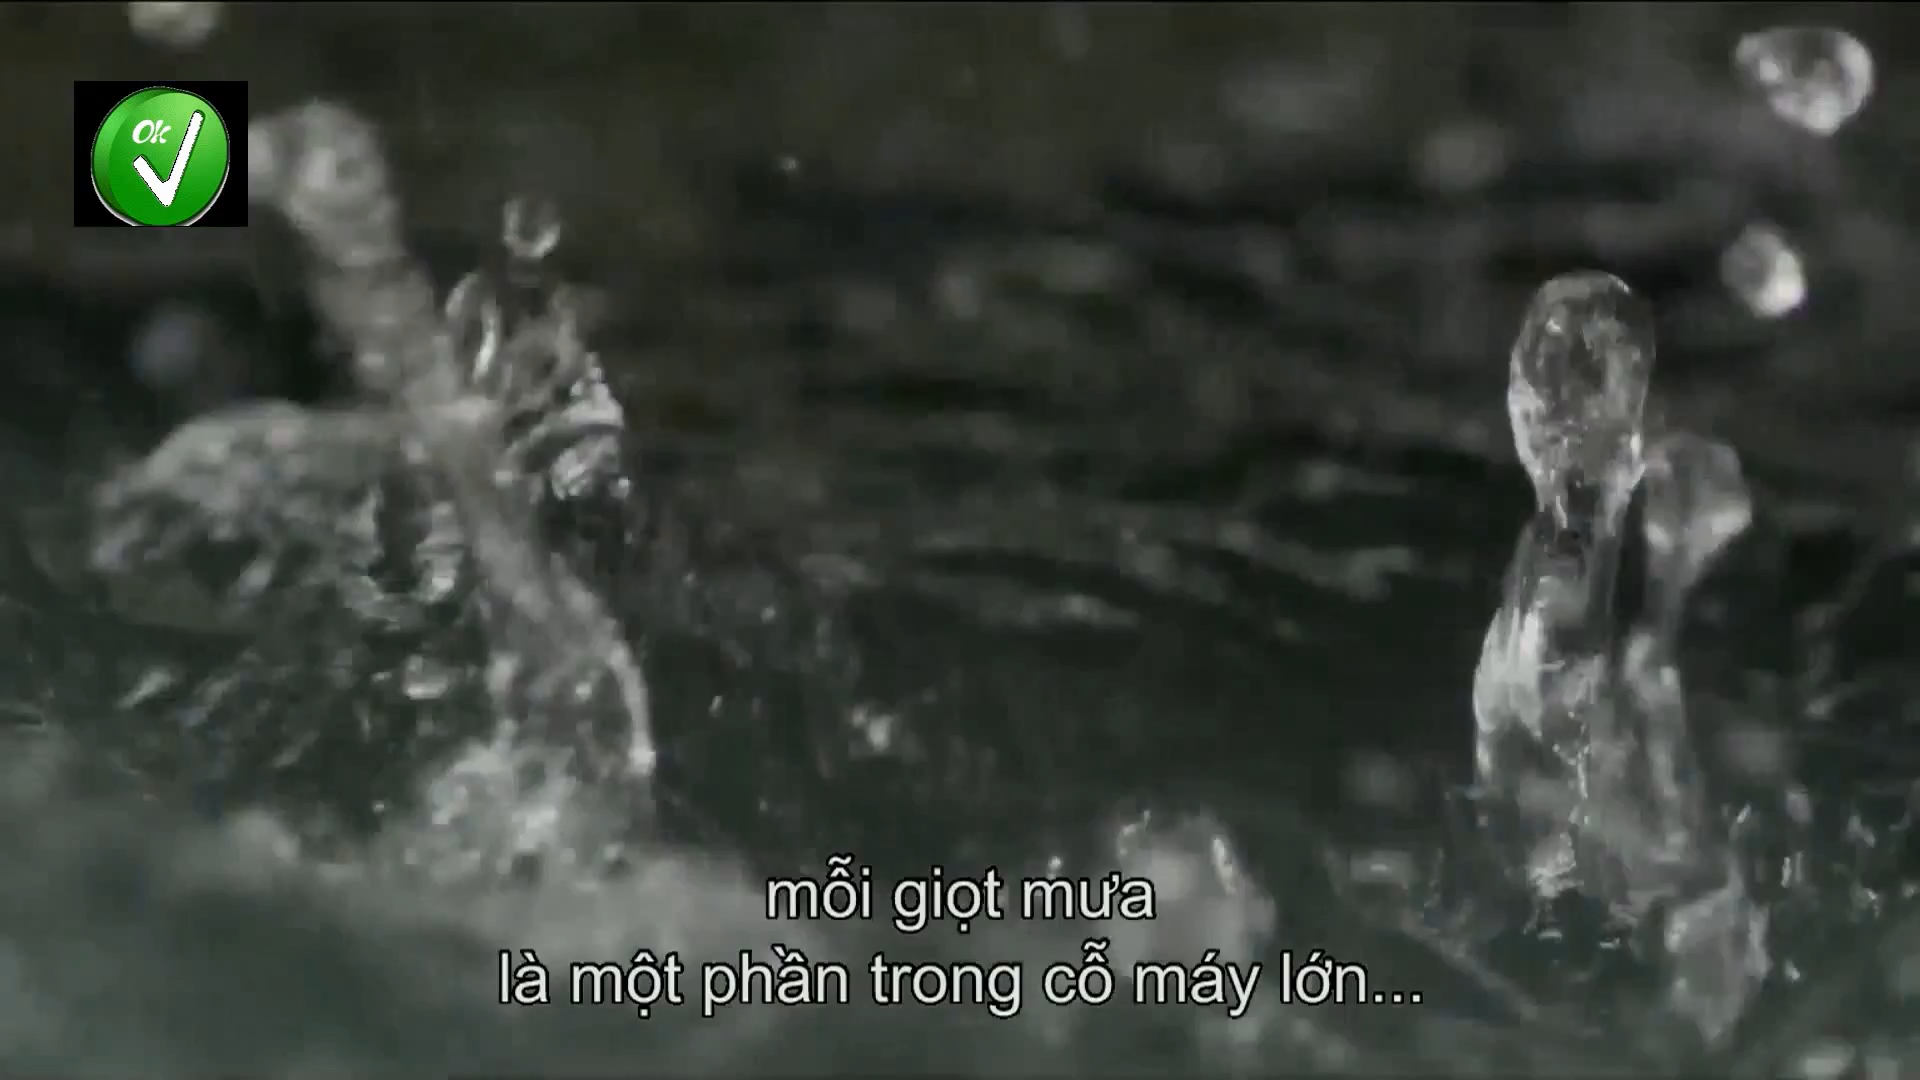 Ok
mỗi giọt mưa
là một phần trong cỗ máy lớn...